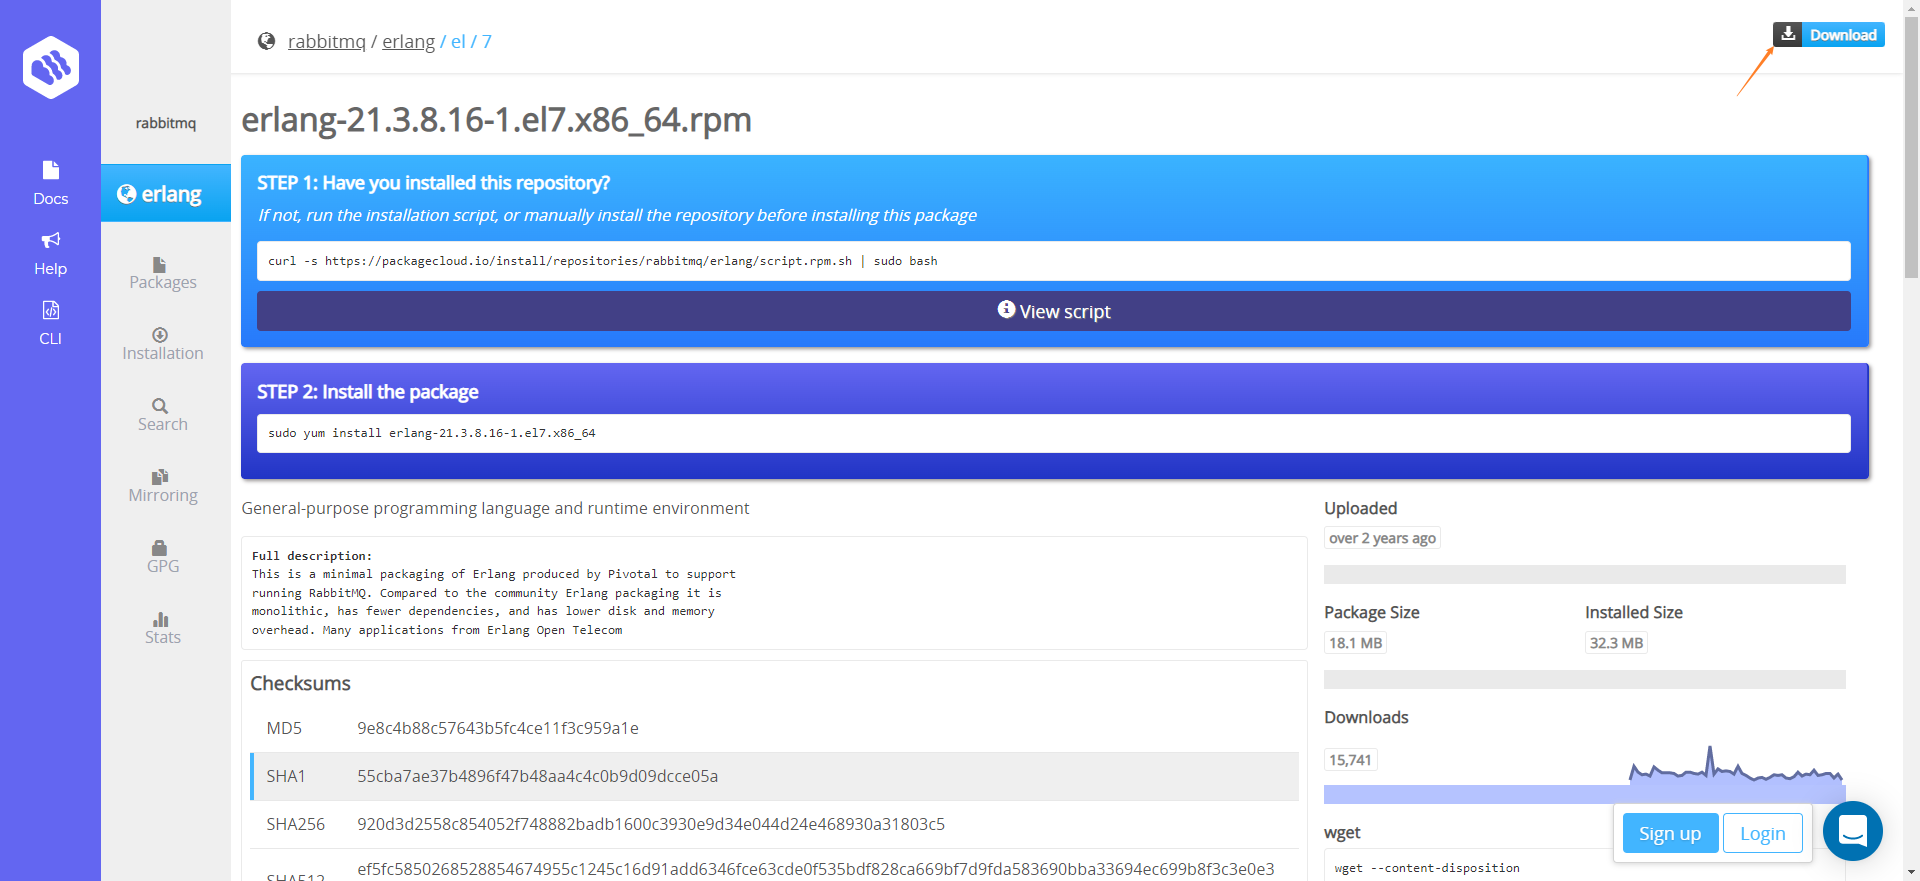 rabbitmq / erlang / el / 7
Download
Docs
Help
CLI
rabbitmq
erlang
Packages
Installation
Search
Mirroring
GPG
Stats
erlang-21.3.8.16-1.el7.x86_64.rpm
STEP 1: Have you installed this repository?
If not, run the installation script, or manually install the repository before installing this package
curl -s https://packagecloud.io/install/repositories/rabbitmq/erlang/script.rpm.sh | sudo bash
View script
STEP 2: Install the package
sudo yum install erlang-21.3.8.16-1.el7.x86_64
General-purpose programming language and runtime environment
Full description:
This is a minimal packaging of Erlang produced by Pivotal to support
running RabbitMQ. Compared to the community Erlang packaging it is
monolithic, has fewer dependencies, and has lower disk and memory
overhead. Many applications from Erlang Open Telecom
Checksums
MD5 9e8c4b88c57643b5fc4ce11f3c959a1e
SHA1 55cba7ae37b4896f47b48aa4c4c0b9d09dcce05a
SHA256 920d3d2558c854052f748882badb1600c3930e9d34e044d24e468930a31803c5
SHA512 ef5fc5850268528854674955c1245c16d91add6346fce63cde0f535bdf828ca669bf7d9fda583690bba33694ec699b8f3c3e0e3
Uploaded
over 2 years ago
Package Size Installed Size
18.1 MB 32.3 MB
Downloads
15,741
wget
wget --content-disposition
Sign up Login